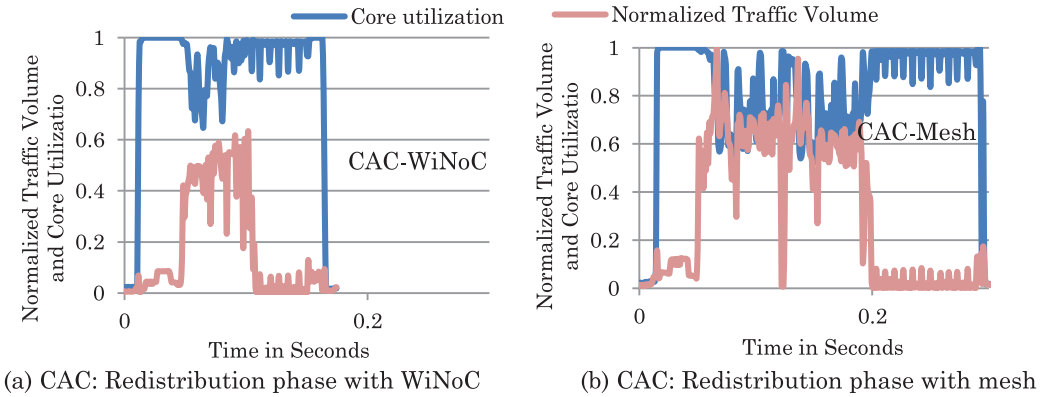 Core utilization
Normalized Traffic Volume
a.
b.
Normalized Traffic Volume
and Core Utilizatio
1
0.8
0.6
0.4
0.2
0
CAC-WiNoC
0
0.2
Time in Seconds
(a) CAC: Redistribution phase with WiNoC
Normalized Traffic Volume
and Core Utilizatio
1
0.8
0.6
0.4
0.2
0
CAC-Mesh
0
0.2
Time in Seconds
(b) CAC: Redistribution phase with mesh